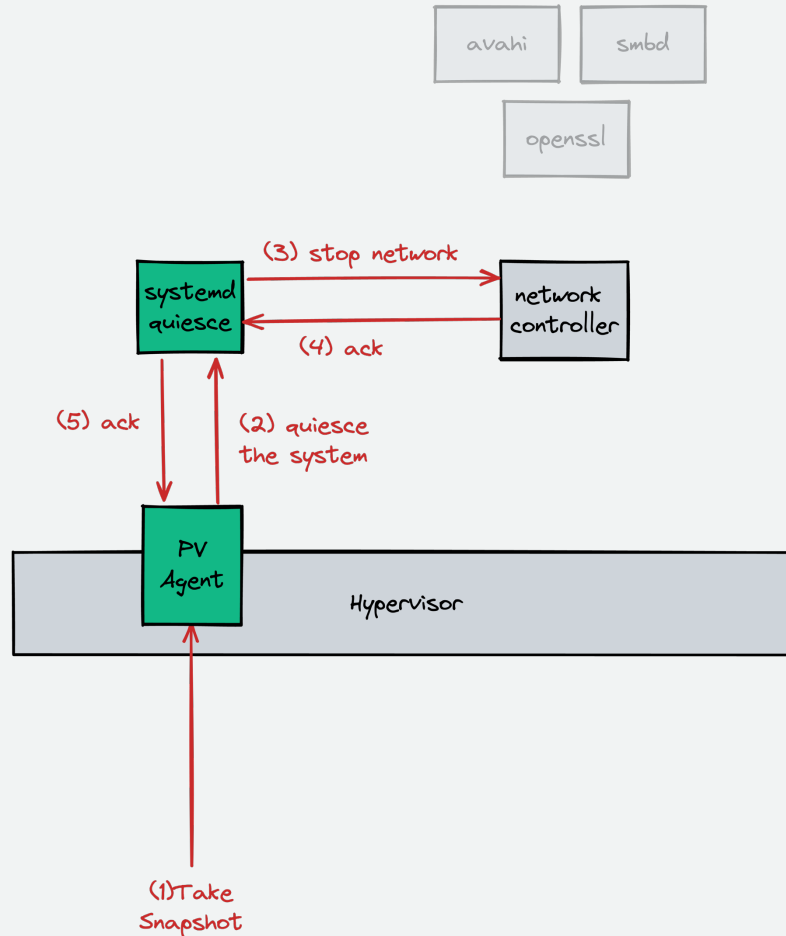 avahi
smbd
openssl
(3) stop network
systemd
quiesce
network
controller
(4) ack
(5) ack
(2) quiesce
the system
PV
Agent
Hypervisor
(1)Take
Snapshot